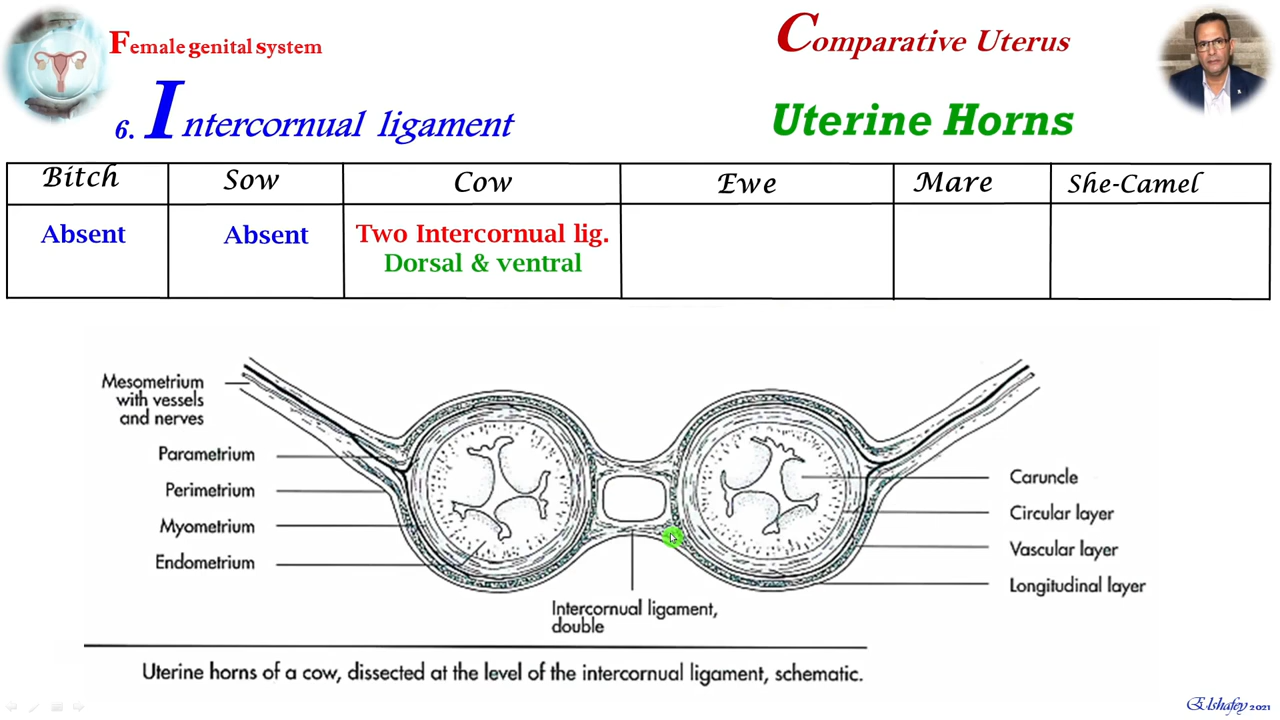 Female genital system
Comparative Uterus
6. Intercornual ligament
Uterine Horns
Bitch
Sow
Cow
Ewe
Mare
She-Camel
Absent
Absent
Two Intercornual lig.
Dorsal & ventral
Mesometrium
with vessels
and nerves
Parametrium
Perimetrium
Myometrium
Endometrium
Caruncle
Circular layer
Vascular layer
Longitudinal layer
Intercornual ligament,
double
Uterine horns of a cow, dissected at the level of the intercornual ligament, schematic.
Elshafey 2021